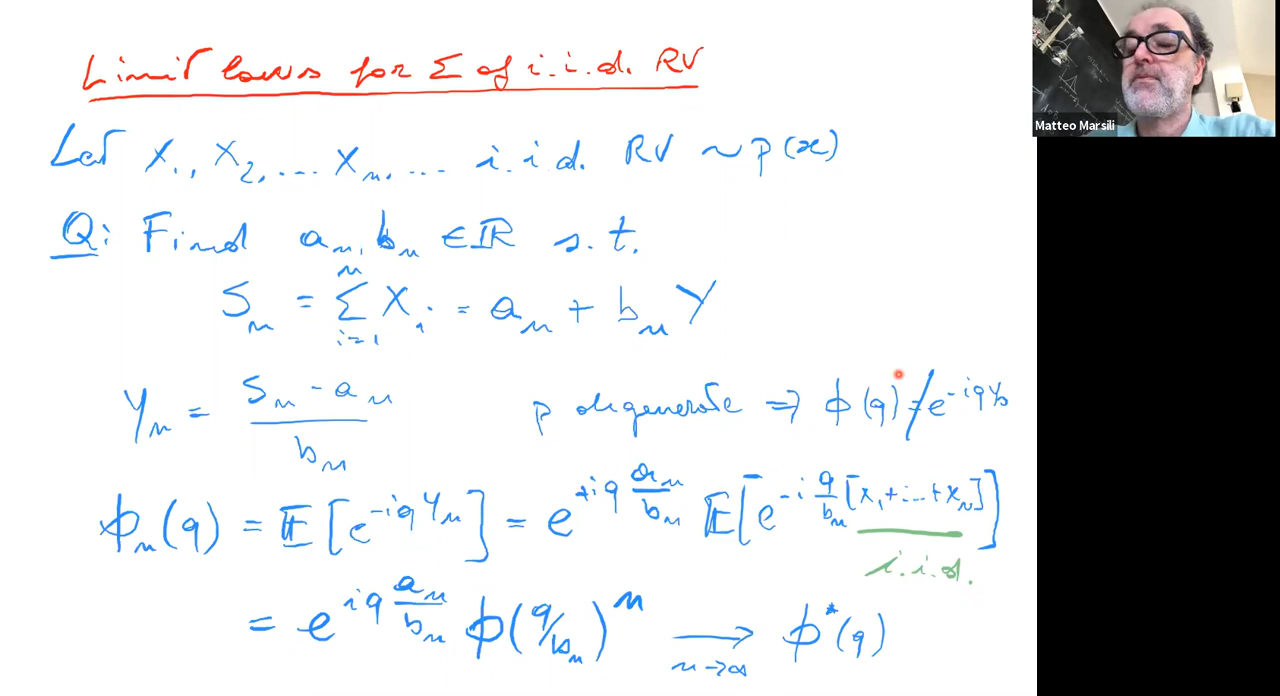 Limit laws for Σ of i.i.d. RV
Matteo Marsili
Let X₁, X₂, ... Xₙ, ... i.i.d. RV ~ p(x)
Q: Find aₙ, bₙ ∈ ℝ s.t.
Sₙ = Σᵢ₌₁ⁿ Xᵢ = aₙ + bₙ Y
Yₙ = (Sₙ - aₙ) / bₙ p degenerate ⇒ ϕ(q) ≠ e^{-iqy₀}
ϕₙ(q) = 𝔼[e^{-iqYₙ}] = e^{+iq aₙ/bₙ} 𝔼[e^{-i q/bₙ [x₁+...+xₙ]}]
i.i.d.
= e^{iq aₙ/bₙ} ϕ(q/bₙ)ⁿ ⟶ₙ→∞ ϕ*(q)